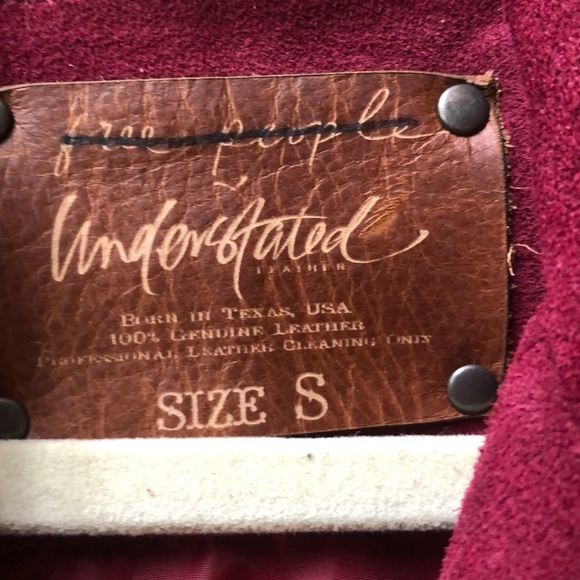 free people
Understated
LEATHER
BORN IN TEXAS, USA
100% GENUINE LEATHER
PROFESSIONAL LEATHER CLEANING ONLY
SIZE S